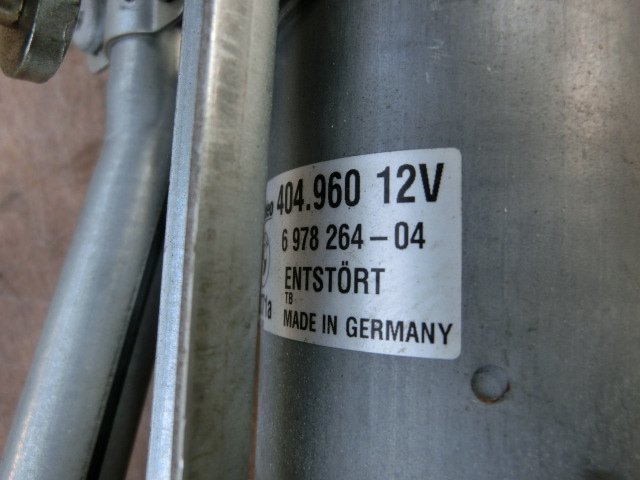 404.960 12V
6 978 264-04
ENTSTÖRT
TB
MADE IN GERMANY